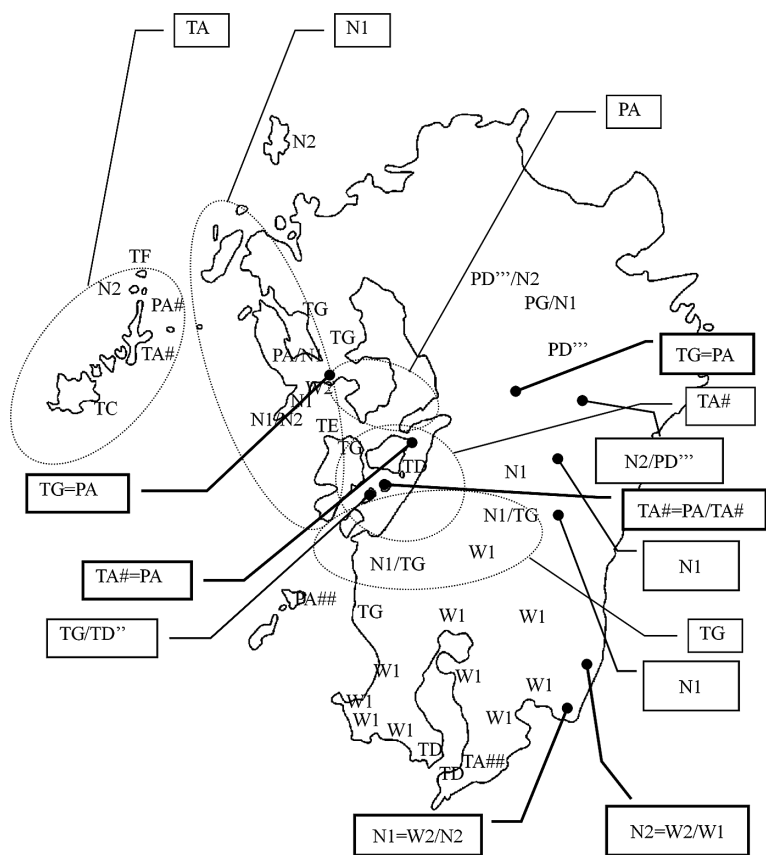 TA
N1
PA
N2
TF
N2
PA#
TA#
TC
TG
TG
PA/N1
W2
N1
N1/N2
PD’’’/N2
PG/N1
PD’’’
TG=PA
TA#
TE
TG
TD
N1
N2/PD’’’
TG=PA
TA#=PA/TA#
N1/TG
W1
N1/TG
N1
TA#=PA
PA##
TG
W1
W1
TG/TD’’
TG
N1
W1
W1
W1
W1
W1
W1
W1
TD
TA##
TD
N1=W2/N2
N2=W2/W1